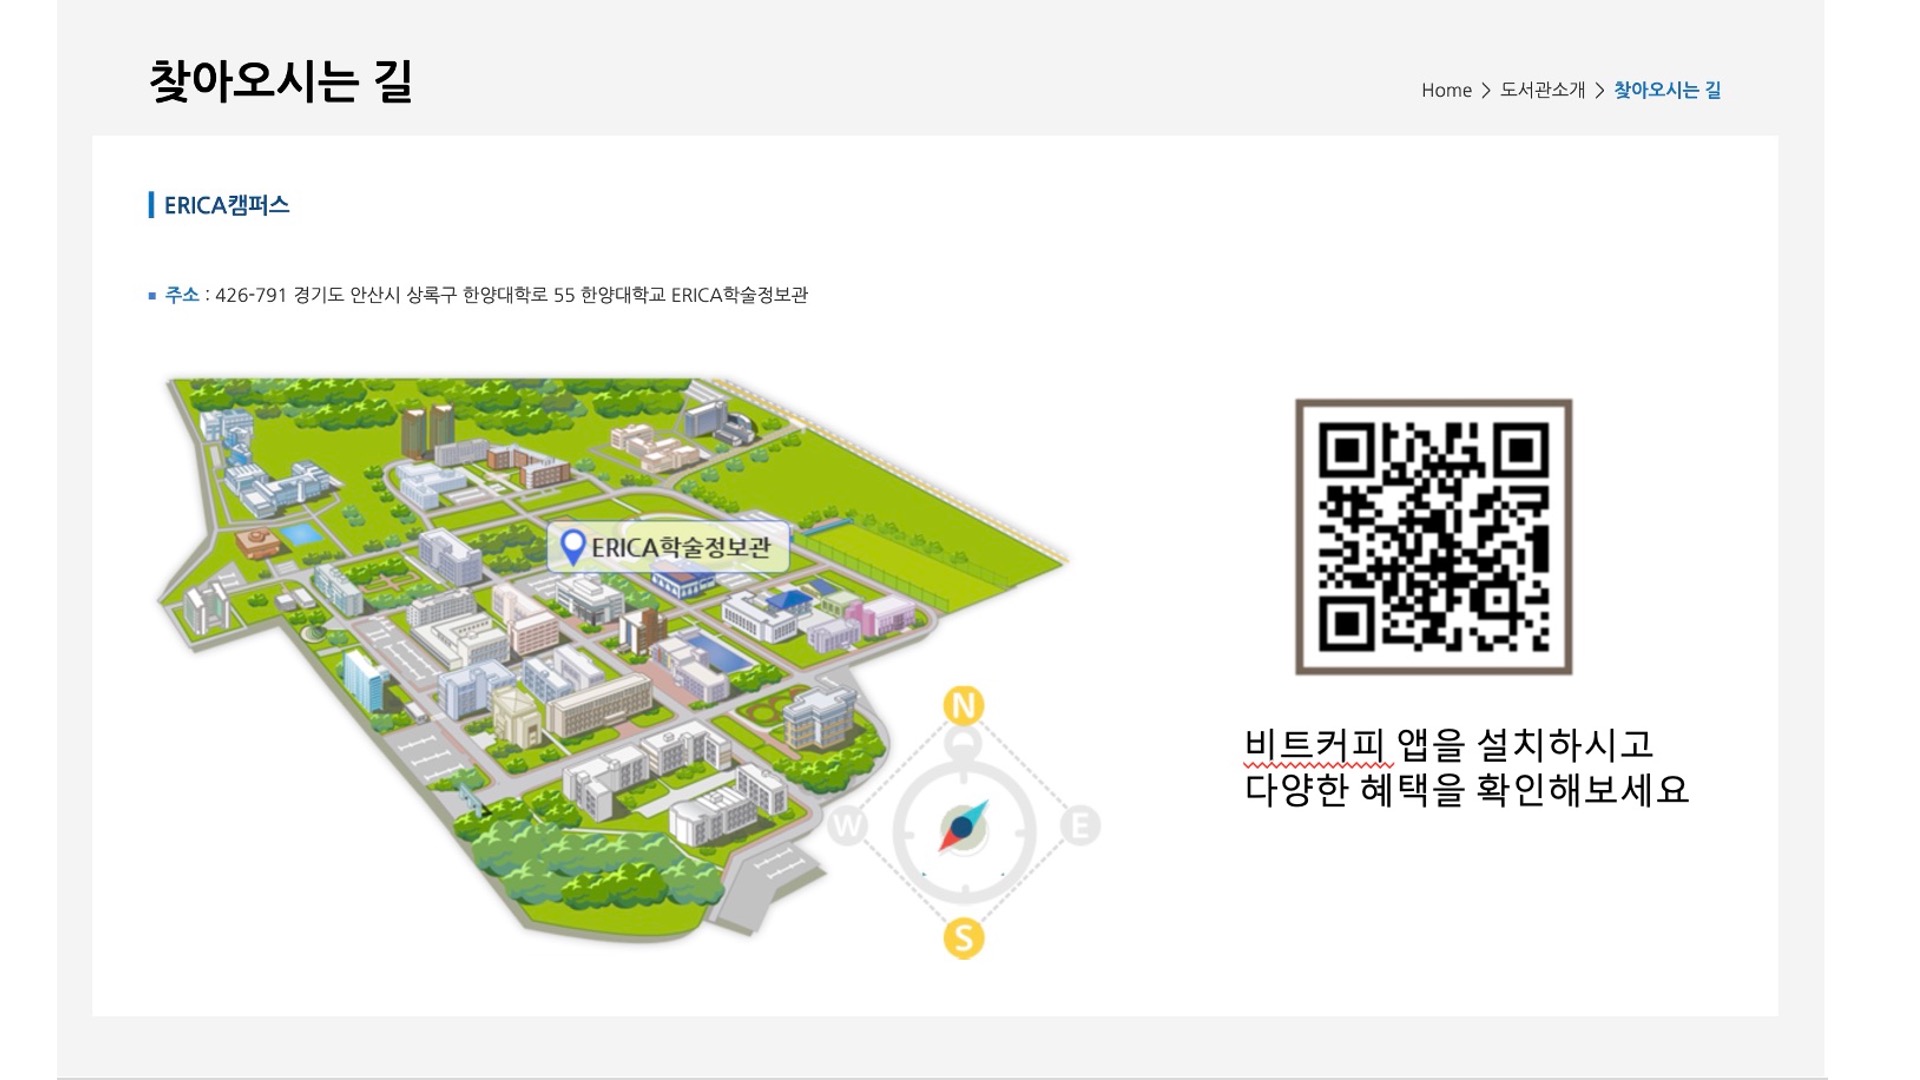 찾아오시는 길
Home > 도서관소개 > 찾아오시는 길
ERICA캠퍼스
주소 : 426-791 경기도 안산시 상록구 한양대학로 55 한양대학교 ERICA학술정보관
ERICA학술정보관
N
W
E
S
비트커피 앱을 설치하시고
다양한 혜택을 확인해보세요